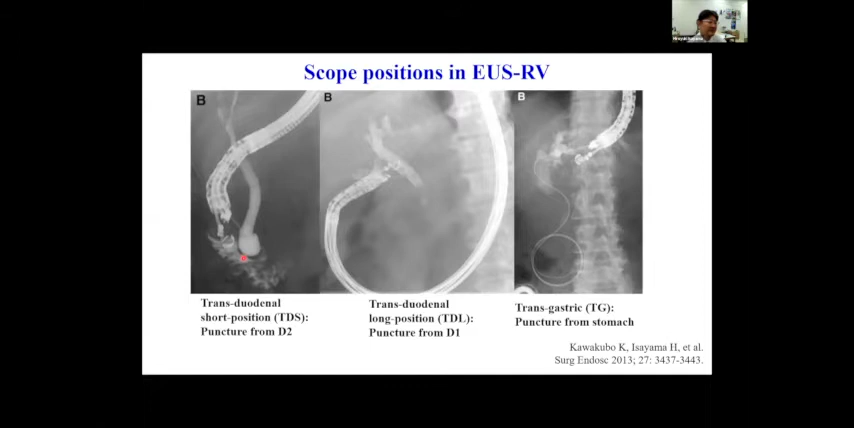 Scope positions in EUS-RV
B
B
B
Trans-duodenal
short-position (TDS):
Puncture from D2
Trans-duodenal
long-position (TDL):
Puncture from D1
Trans-gastric (TG):
Puncture from stomach
Kawakubo K, Isayama H, et al.
Surg Endosc 2013; 27: 3437-3443.